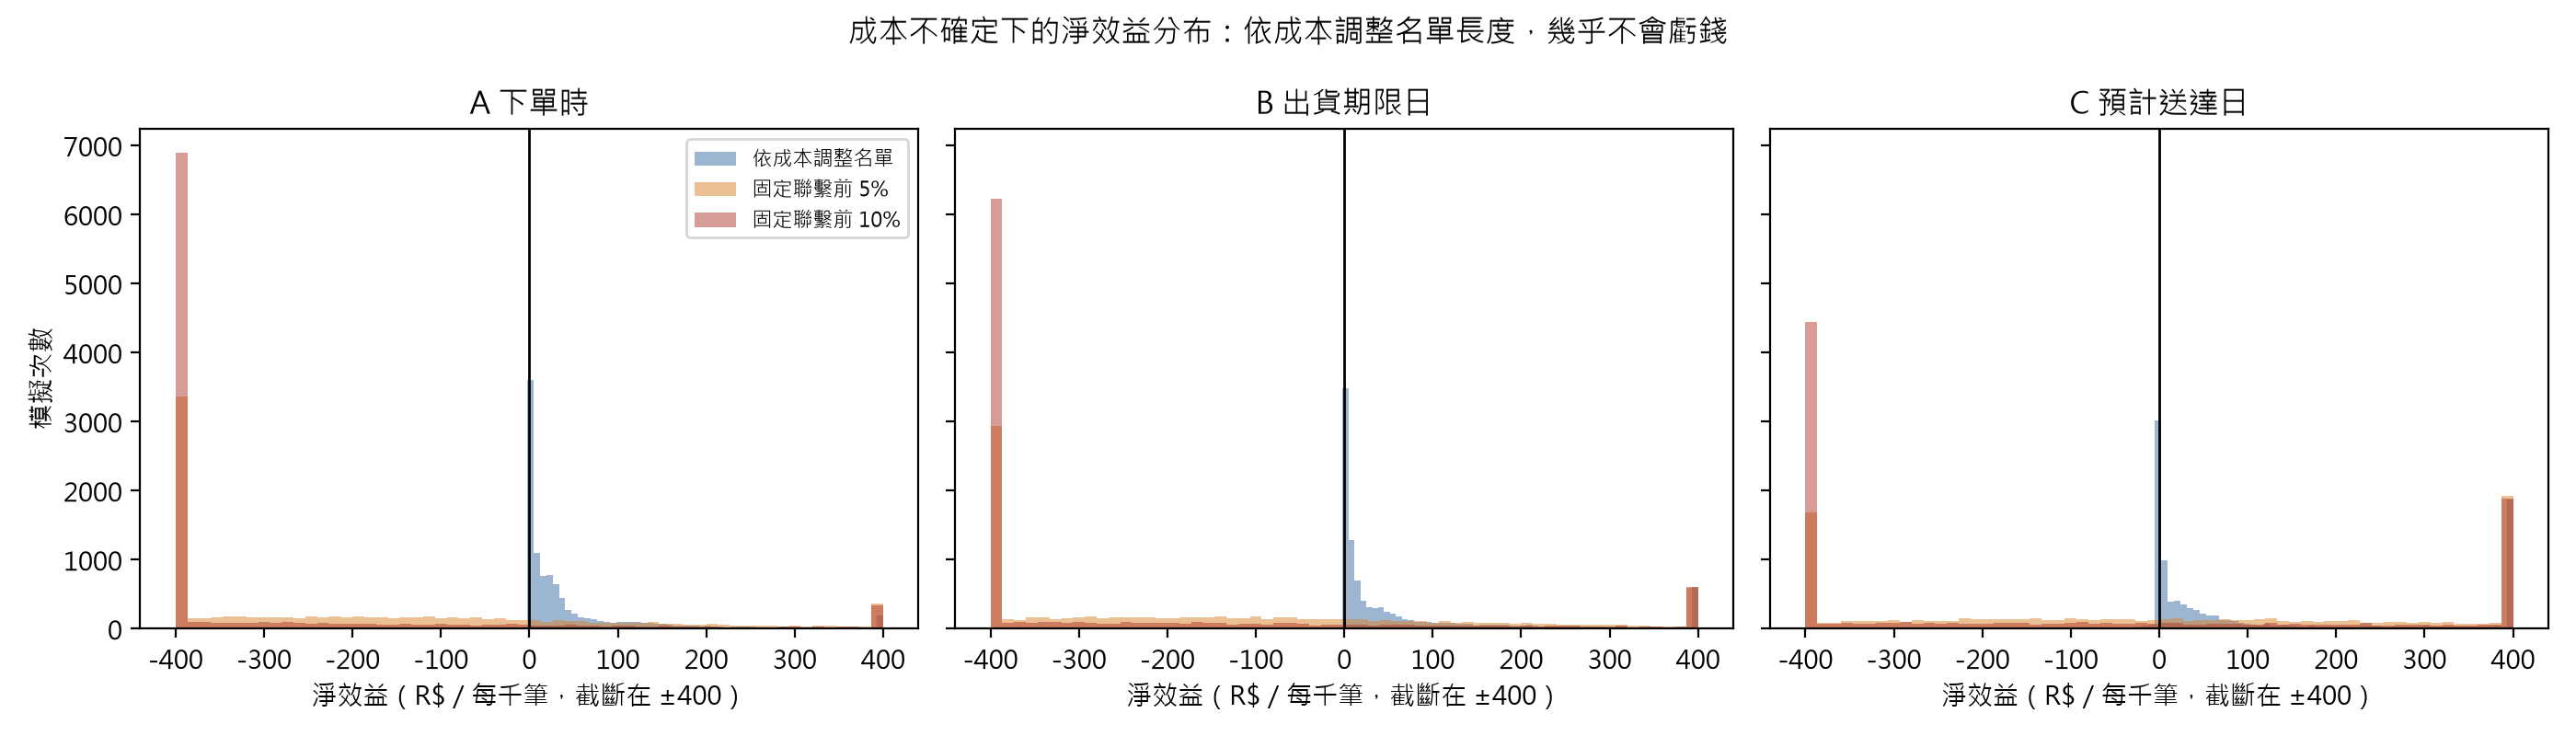 成本不確定下的淨效益分布：依成本調整名單長度，幾乎不會虧錢
A 下單時
B 出貨期限日
C 預計送達日
模擬次數
7000
6000
5000
4000
3000
2000
1000
0
依成本調整名單
固定聯繫前 5%
固定聯繫前 10%
-400 -300 -200 -100 0 100 200 300 400
-400 -300 -200 -100 0 100 200 300 400
-400 -300 -200 -100 0 100 200 300 400
淨效益（R$ / 每千筆，截斷在 ±400）
淨效益（R$ / 每千筆，截斷在 ±400）
淨效益（R$ / 每千筆，截斷在 ±400）